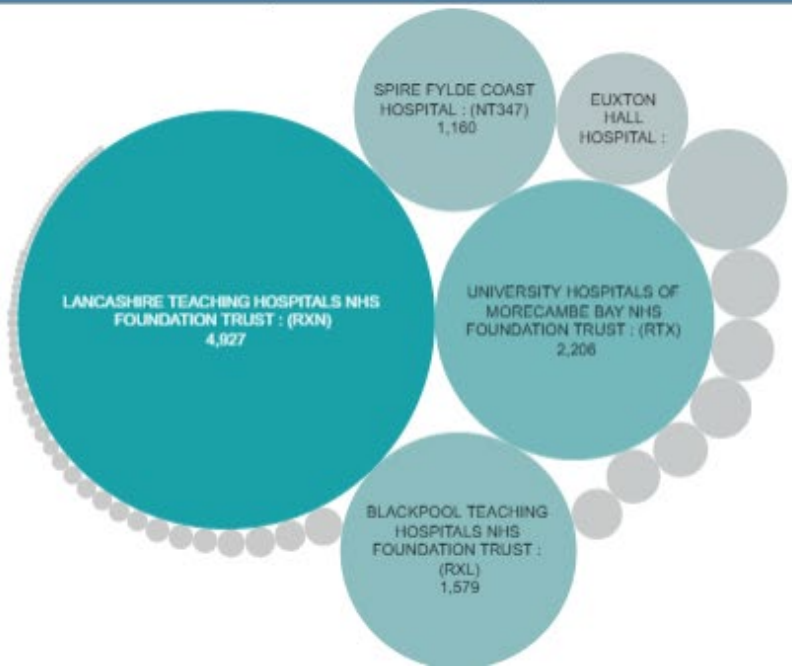 SPIRE FYLDE COAST
HOSPITAL : (NT347)
1,160
EUXTON
HALL
HOSPITAL :
LANCASHIRE TEACHING HOSPITALS NHS
FOUNDATION TRUST : (RXN)
4,927
UNIVERSITY HOSPITALS OF
MORECAMBE BAY NHS
FOUNDATION TRUST : (RTX)
2,206
BLACKPOOL TEACHING
HOSPITALS NHS
FOUNDATION TRUST :
(RXL)
1,579